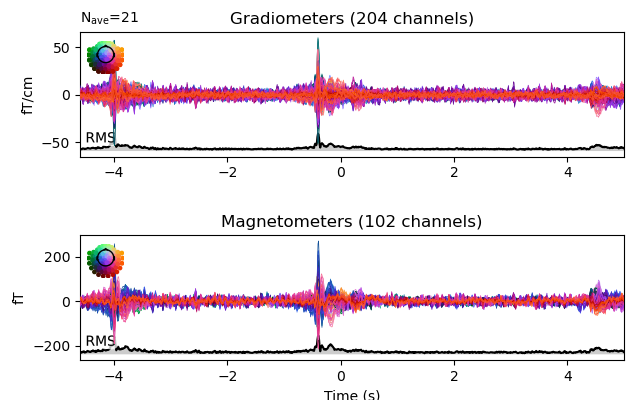 N_ave=21
Gradiometers (204 channels)
50
0
−50
fT/cm
RMS
−4
−2
0
2
4
Magnetometers (102 channels)
200
0
−200
fT
RMS
−4
−2
0
2
4
Time (s)